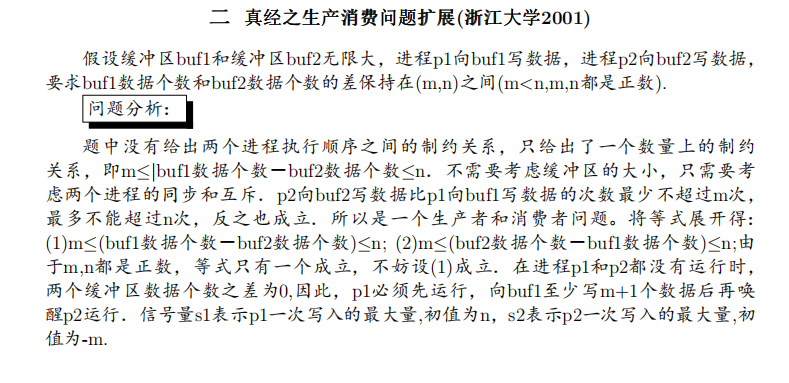 二 真经之生产消费问题扩展(浙江大学2001)
假设缓冲区buf1和缓冲区buf2无限大，进程p1向buf1写数据，进程p2向buf2写数据，
要求buf1数据个数和buf2数据个数的差保持在(m,n)之间(m<n,m,n都是正数).
问题分析：
题中没有给出两个进程执行顺序之间的制约关系，只给出了一个数量上的制约
关系，即m≤|buf1数据个数－buf2数据个数≤n．不需要考虑缓冲区的大小，只需要考
虑两个进程的同步和互斥．p2向buf2写数据比p1向buf1写数据的次数最少不超过m次，
最多不能超过n次，反之也成立．所以是一个生产者和消费者问题。将等式展开得：
(1)m≤(buf1数据个数－buf2数据个数)≤n; (2)m≤(buf2数据个数－buf1数据个数)≤n;由
于m,n都是正数，等式只有一个成立，不妨设(1)成立．在进程p1和p2都没有运行时，
两个缓冲区数据个数之差为0,因此，p1必须先运行，向buf1至少写m+1个数据后再唤
醒p2运行．信号量s1表示p1一次写入的最大量,初值为n，s2表示p2一次写入的最大量,初
值为-m.